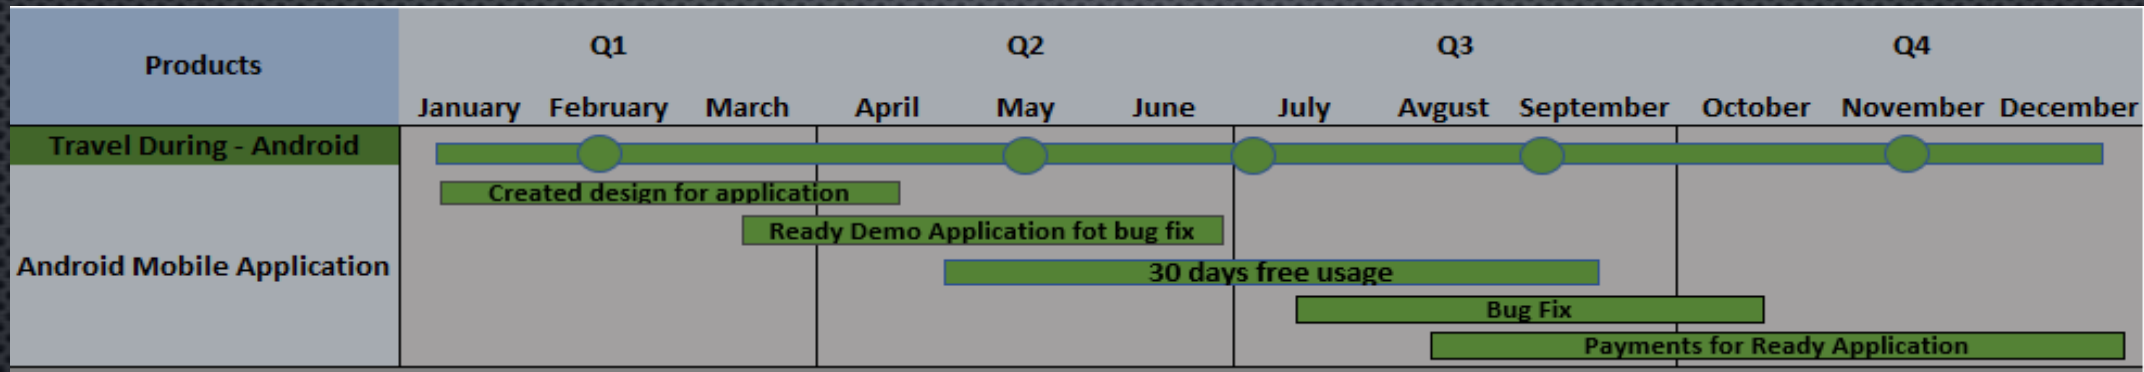 Products
Q1 Q2 Q3 Q4
January February March April May June July Avgust September October November December
Travel During - Android
Created design for application
Ready Demo Application fot bug fix
Android Mobile Application
30 days free usage
Bug Fix
Payments for Ready Application